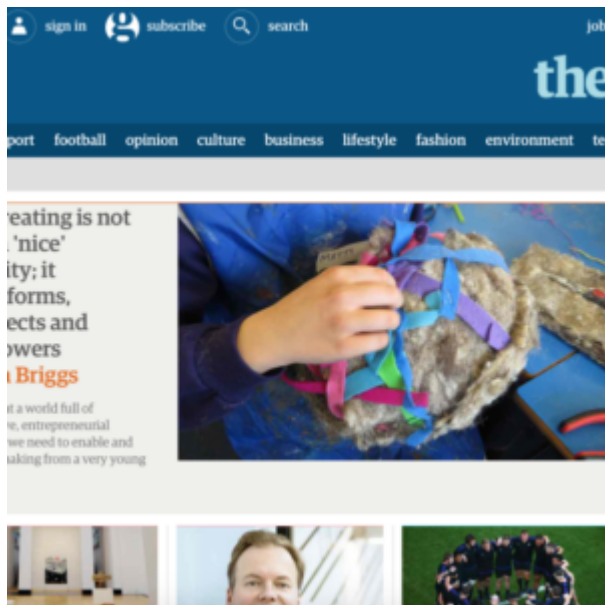 sign in subscribe search job
the
port football opinion culture business lifestyle fashion environment te
reating is not
'nice'
ity; it
forms,
ects and
owers
Briggs
at a world full of
e, entrepreneurial
we need to enable and
aking from a very young